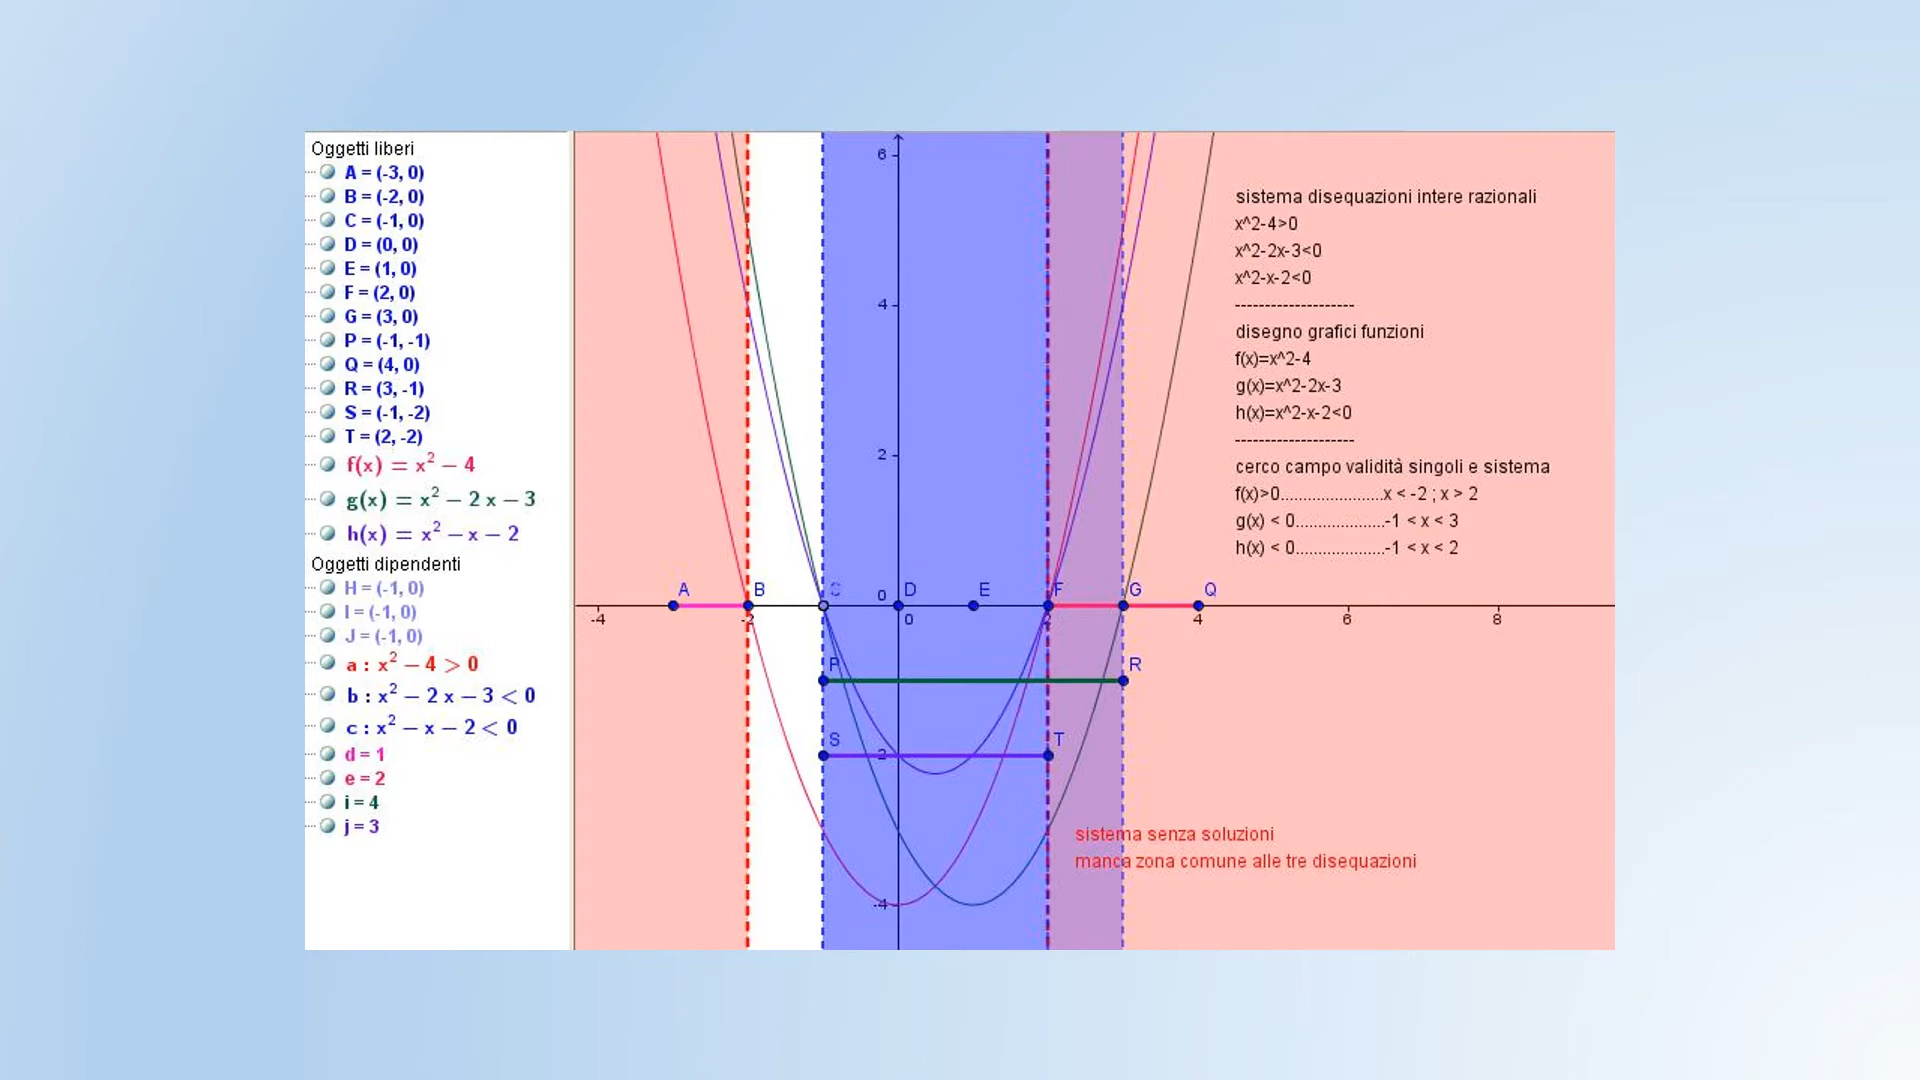 Oggetti liberi
A = (-3, 0)
B = (-2, 0)
C = (-1, 0)
D = (0, 0)
E = (1, 0)
F = (2, 0)
G = (3, 0)
P = (-1, -1)
Q = (4, 0)
R = (3, -1)
S = (-1, -2)
T = (2, -2)
f(x) = x² − 4
g(x) = x² − 2 x − 3
h(x) = x² − x − 2
Oggetti dipendenti
H = (-1, 0)
I = (-1, 0)
J = (-1, 0)
a : x² − 4 > 0
b : x² − 2 x − 3 < 0
c : x² − x − 2 < 0
d = 1
e = 2
i = 4
j = 3
6
4
2
0
A B C D E F G Q
-4 -2 0 2 4 6 8
P R
S T
-2
-4
sistema disequazioni intere razionali
x^2-4>0
x^2-2x-3<0
x^2-x-2<0
--------------------
disegno grafici funzioni
f(x)=x^2-4
g(x)=x^2-2x-3
h(x)=x^2-x-2<0
--------------------
cerco campo validità singoli e sistema
f(x)>0.......................x < -2 ; x > 2
g(x) < 0....................-1 < x < 3
h(x) < 0....................-1 < x < 2
sistema senza soluzioni
manca zona comune alle tre disequazioni